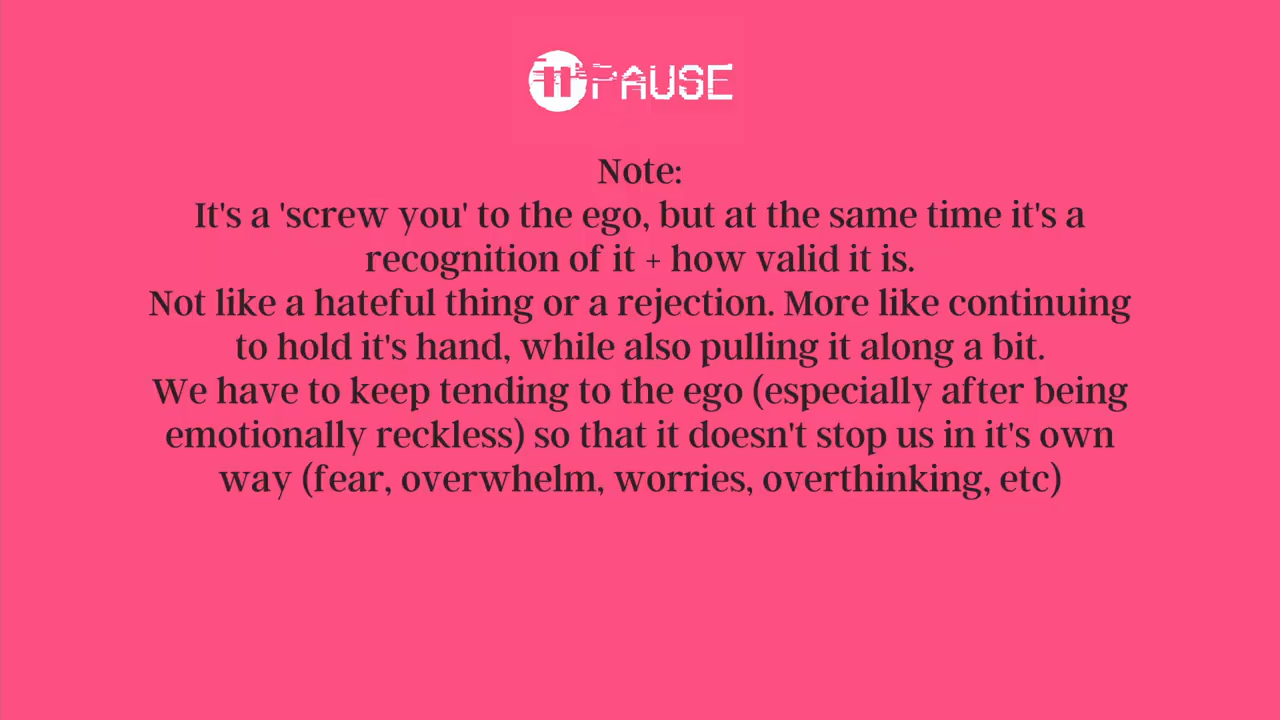 PAUSE
Note:
It's a 'screw you' to the ego, but at the same time it's a
recognition of it + how valid it is.
Not like a hateful thing or a rejection. More like continuing
to hold it's hand, while also pulling it along a bit.
We have to keep tending to the ego (especially after being
emotionally reckless) so that it doesn't stop us in it's own
way (fear, overwhelm, worries, overthinking, etc)